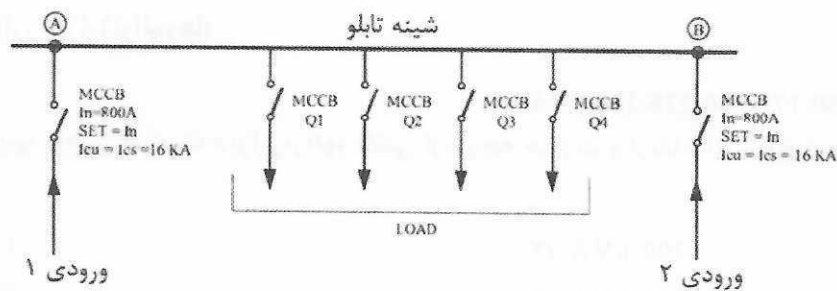 شینه تابلو
A
B
MCCB
In=800A
SET = In
Icu = Ics =16 KA
MCCB
Q1
MCCB
Q2
MCCB
Q3
MCCB
Q4
MCCB
In=800A
SET = In
Icu = Ics = 16 KA
LOAD
ورودی ۱
ورودی ۲